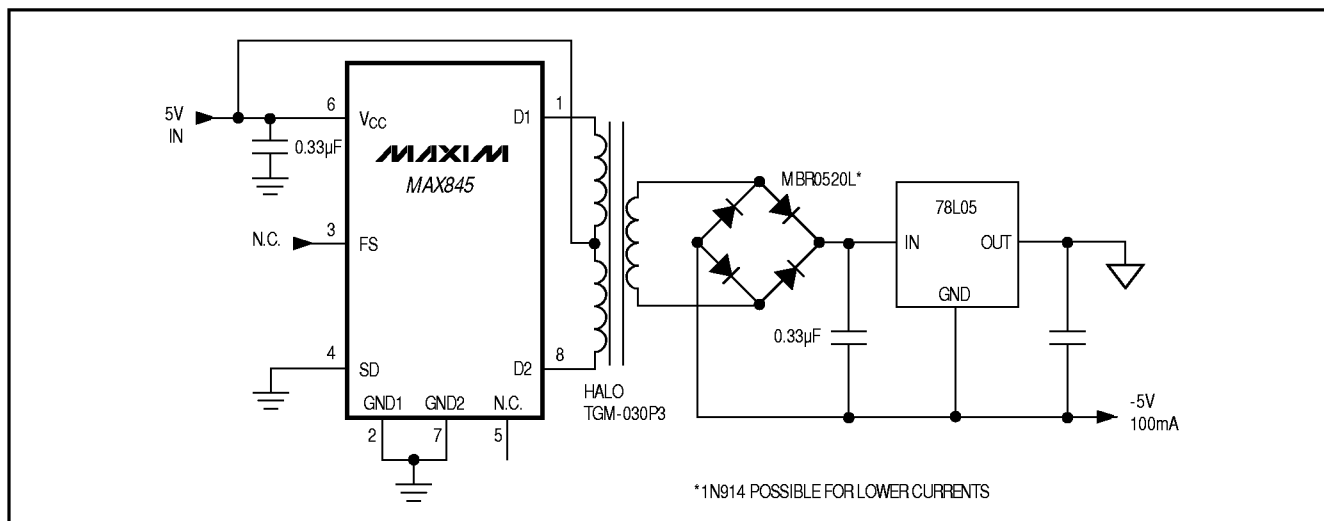 5V
IN
0.33µF
6
VCC
MAXIM
MAX845
D1
1
N.C.
3
FS
4
SD
GND1
GND2
N.C.
D2
8
2
7
5
HALO
TGM-030P3
MBR0520L*
78L05
IN
OUT
GND
0.33µF
-5V
100mA
*1N914 POSSIBLE FOR LOWER CURRENTS